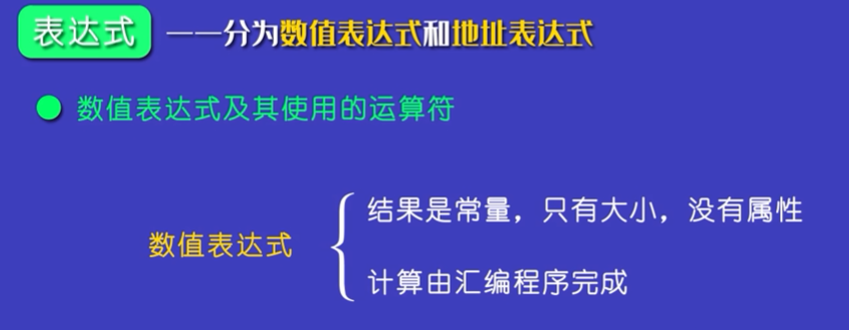 表达式 ——分为数值表达式和地址表达式
数值表达式及其使用的运算符
结果是常量，只有大小，没有属性
数值表达式
计算由汇编程序完成